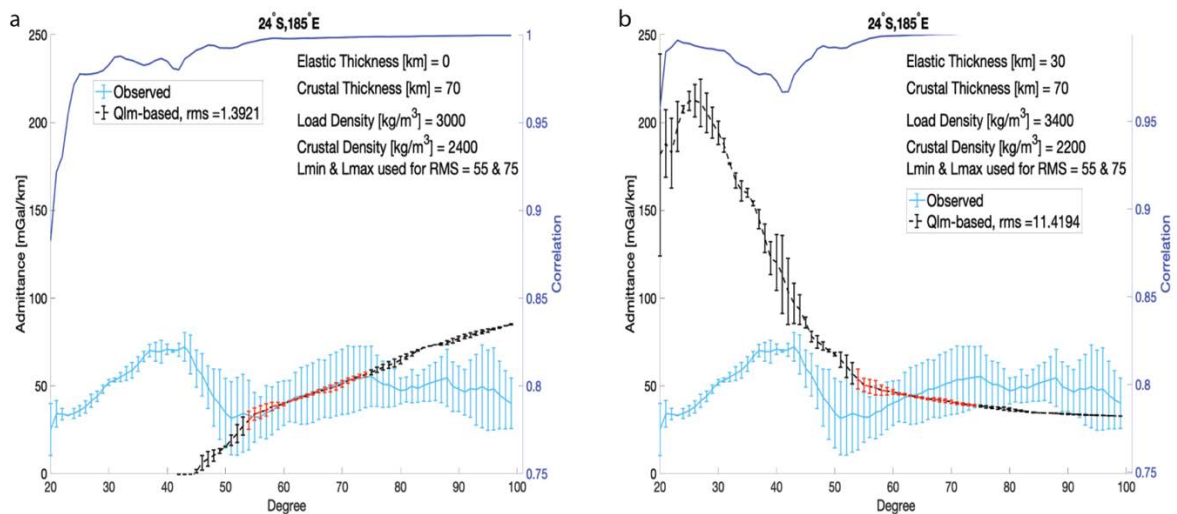 a
24°S,185°E
250
200
150
100
50
0
Admittance [mGal/km]
Observed
Qlm-based, rms =1.3921
Elastic Thickness [km] = 0
Crustal Thickness [km] = 70
Load Density [kg/m³] = 3000
Crustal Density [kg/m³] = 2400
Lmin & Lmax used for RMS = 55 & 75
1
0.95
0.9
0.85
0.8
0.75
Correlation
20 30 40 50 60 70 80 90 100
Degree
b
24°S,185°E
250
200
150
100
50
0
Admittance [mGal/km]
Elastic Thickness [km] = 30
Crustal Thickness [km] = 70
Load Density [kg/m³] = 3400
Crustal Density [kg/m³] = 2200
Lmin & Lmax used for RMS = 55 & 75
Observed
Qlm-based, rms =11.4194
1
0.95
0.9
0.85
0.8
0.75
Correlation
20 30 40 50 60 70 80 90 100
Degree